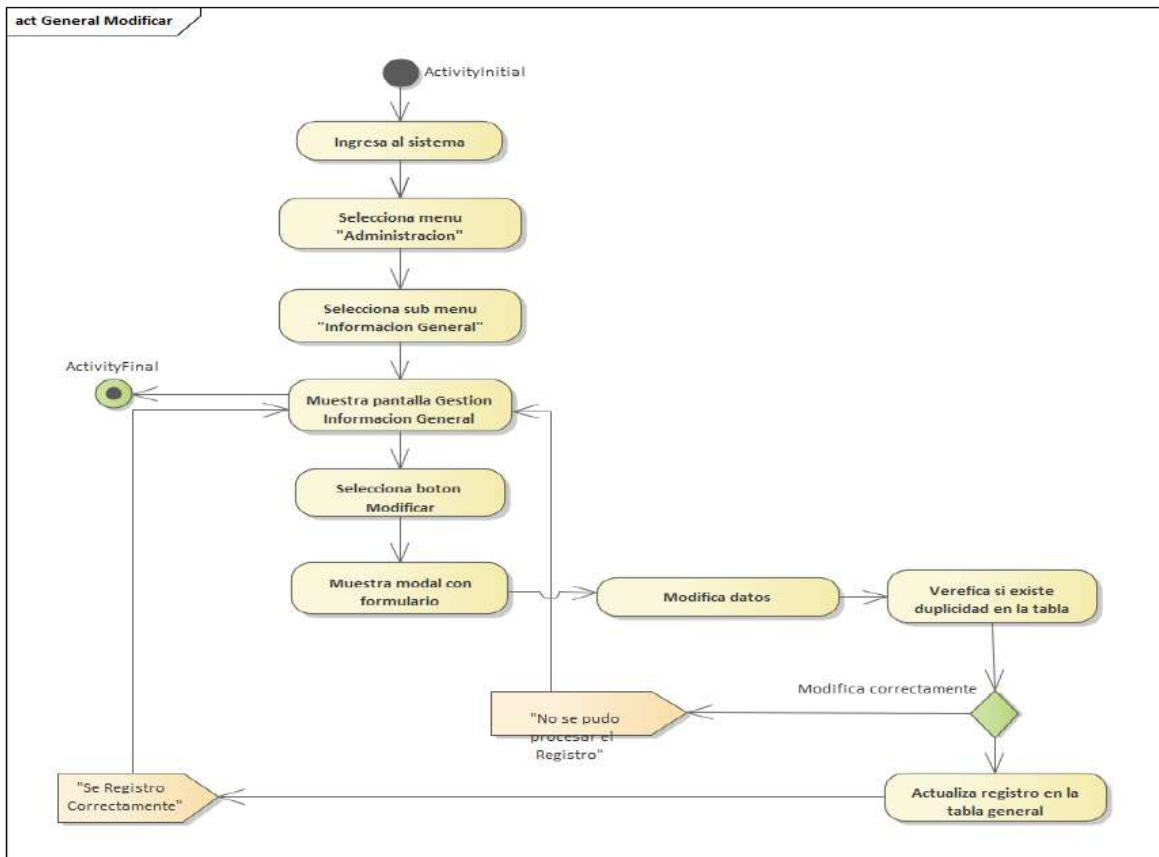 act General Modificar
ActivityInitial
Ingresa al sistema
Selecciona menu
"Administracion"
Selecciona sub menu
"Informacion General"
ActivityFinal
Muestra pantalla Gestion
Informacion General
Selecciona boton
Modificar
Muestra modal con
formulario
Modifica datos
Verefica si existe
duplicidad en la tabla
Modifica correctamente
"No se pudo
procesar el
Registro"
"Se Registro
Correctamente"
Actualiza registro en la
tabla general